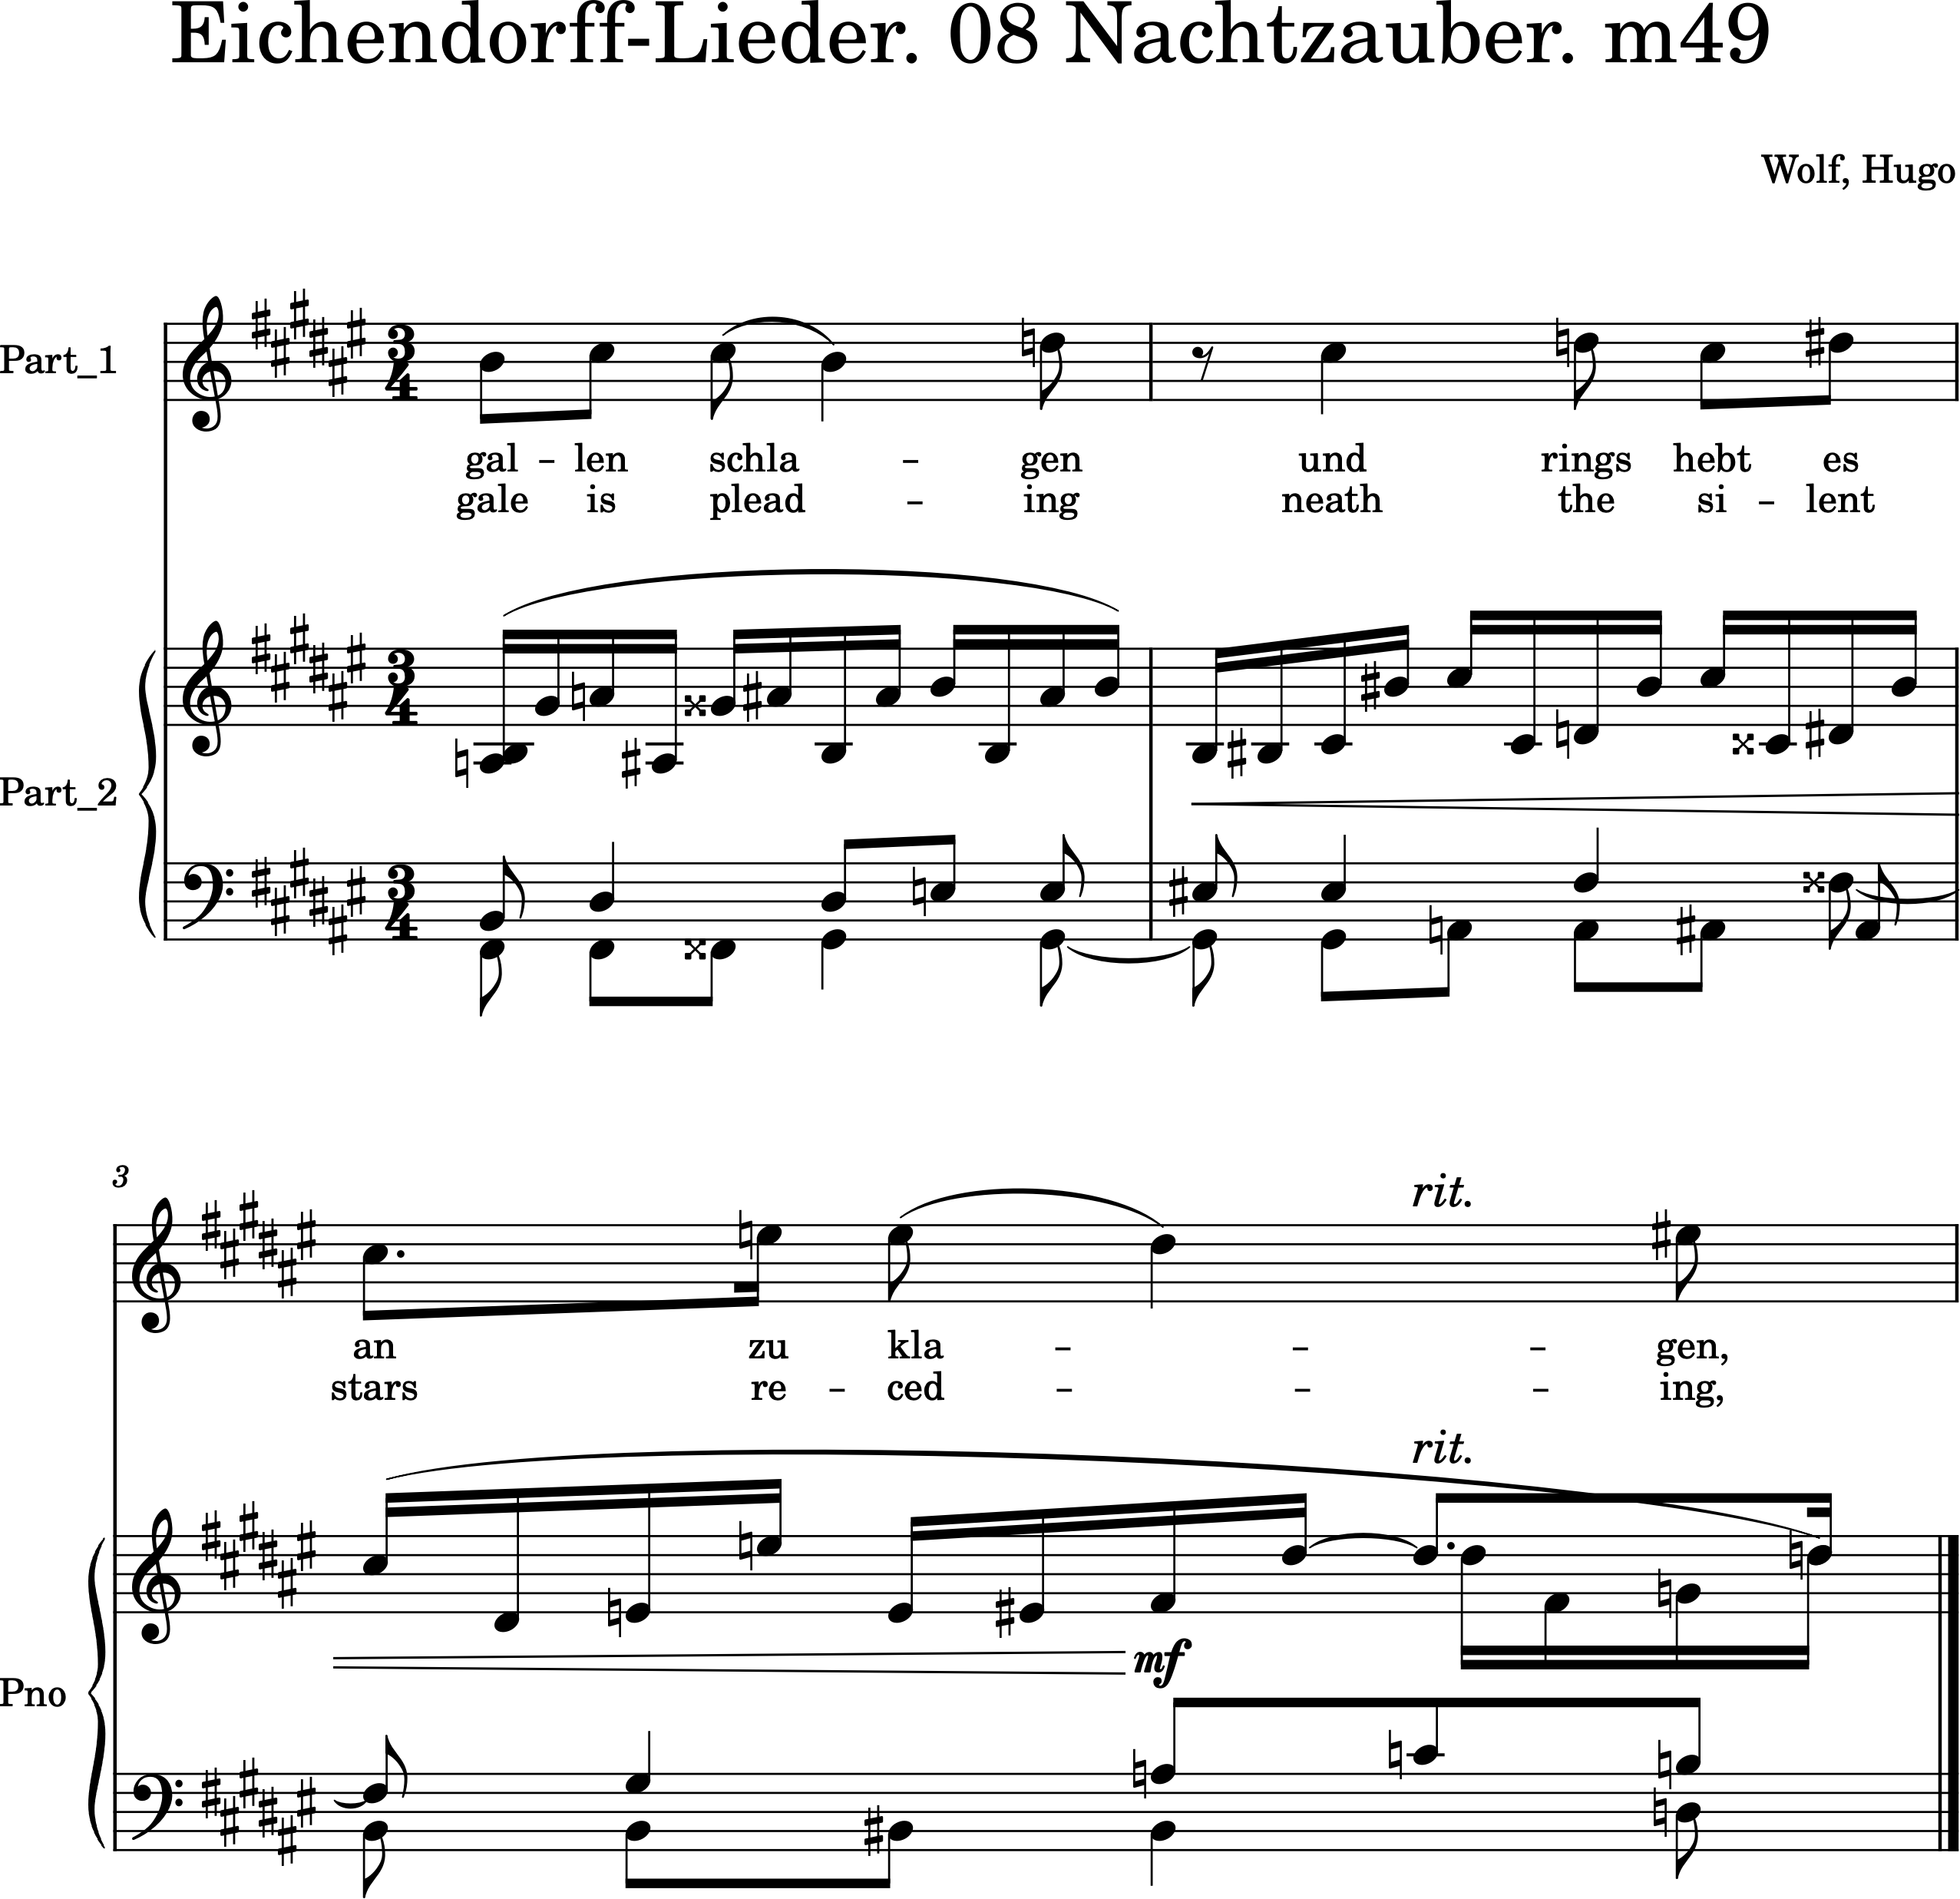 Eichendorff-Lieder. 08 Nachtzauber. m49
Wolf, Hugo
Part_1
gal - len schla - gen und rings hebt es
gale is plead - ing neath the si - lent
Part_2
3
rit.
an zu kla - - - gen,
stars re - ced - - - ing,
rit.
mf
Pno